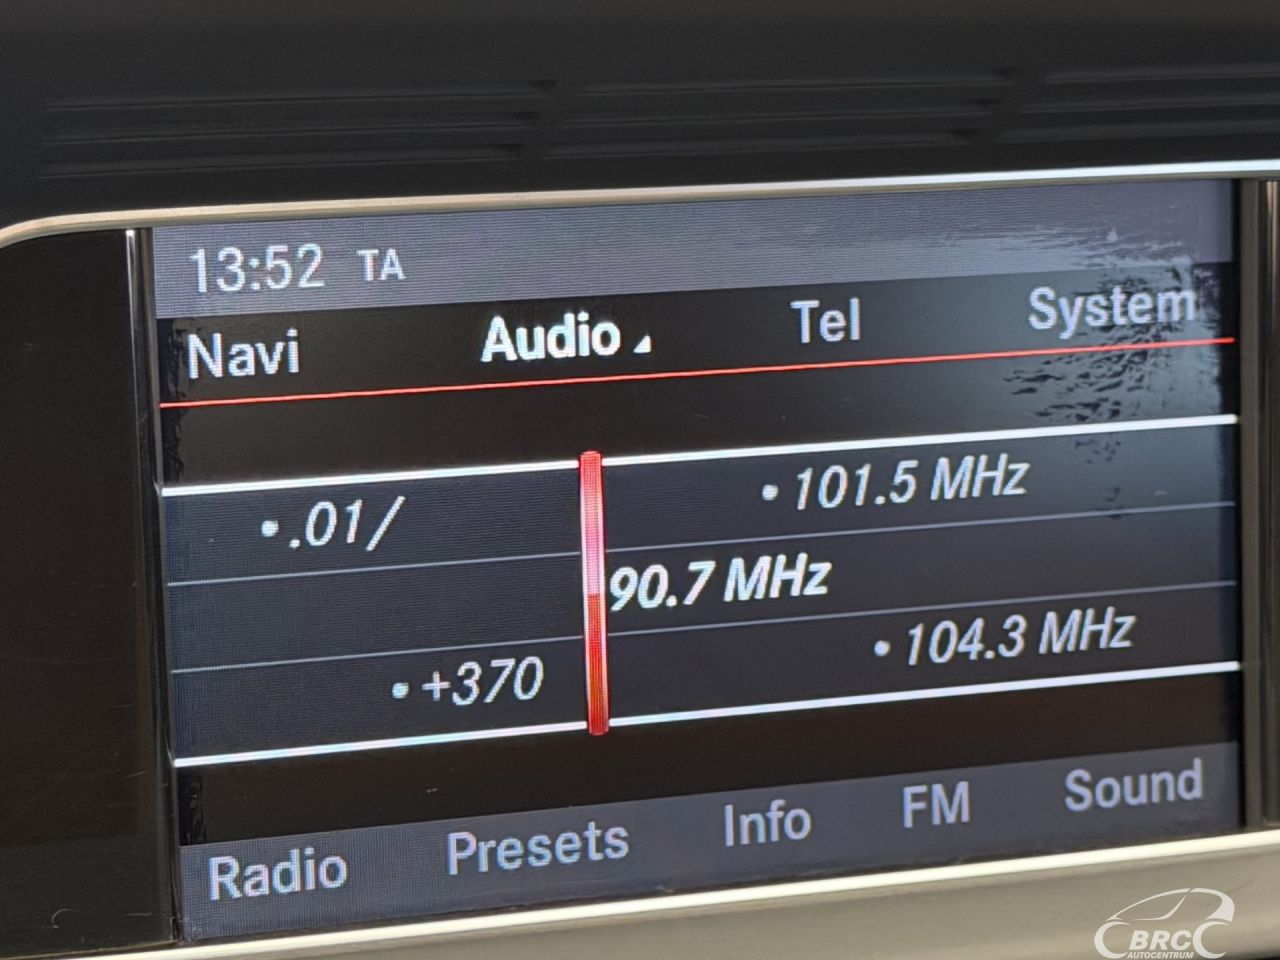 13:52 TA
Navi Audio Tel System
.01/ 101.5 MHz
90.7 MHz
+370 104.3 MHz
Radio Presets Info FM Sound
BRC
AUTOCENTRUM